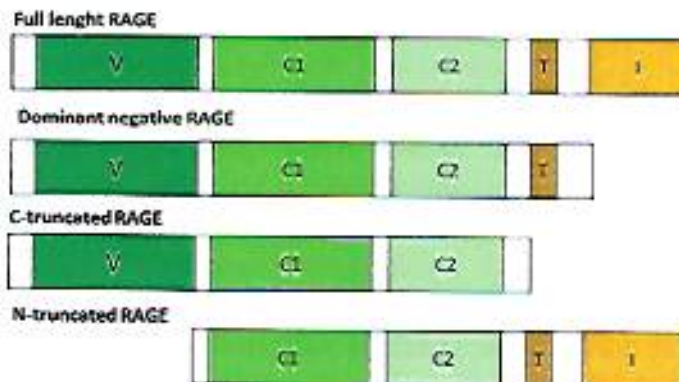 Full lenght RAGE
V C1 C2 T I
Dominant negative RAGE
V C1 C2 T
C-truncated RAGE
V C1 C2
N-truncated RAGE
C1 C2 T I